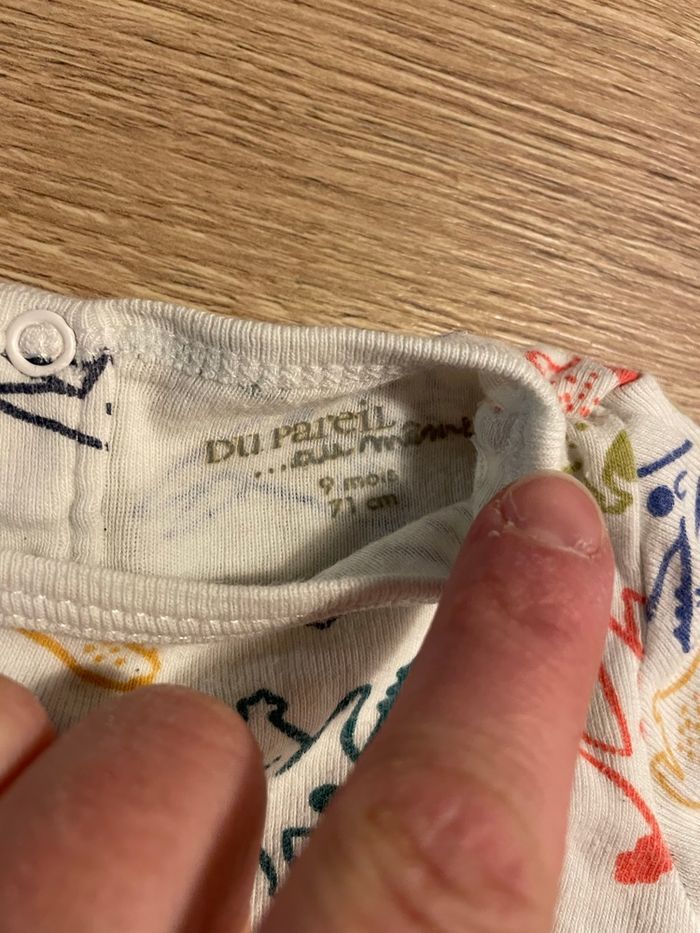 DU PAREIL
...au même
9 mois
71 cm